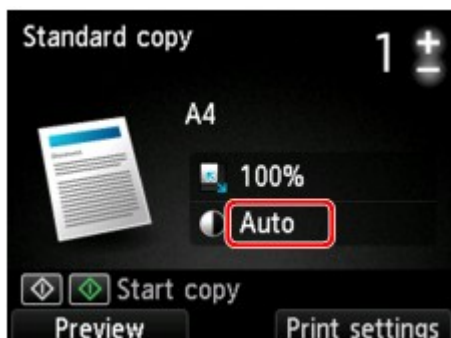 Standard copy
1 + -
A4
100%
Auto
Start copy
Preview Print settings